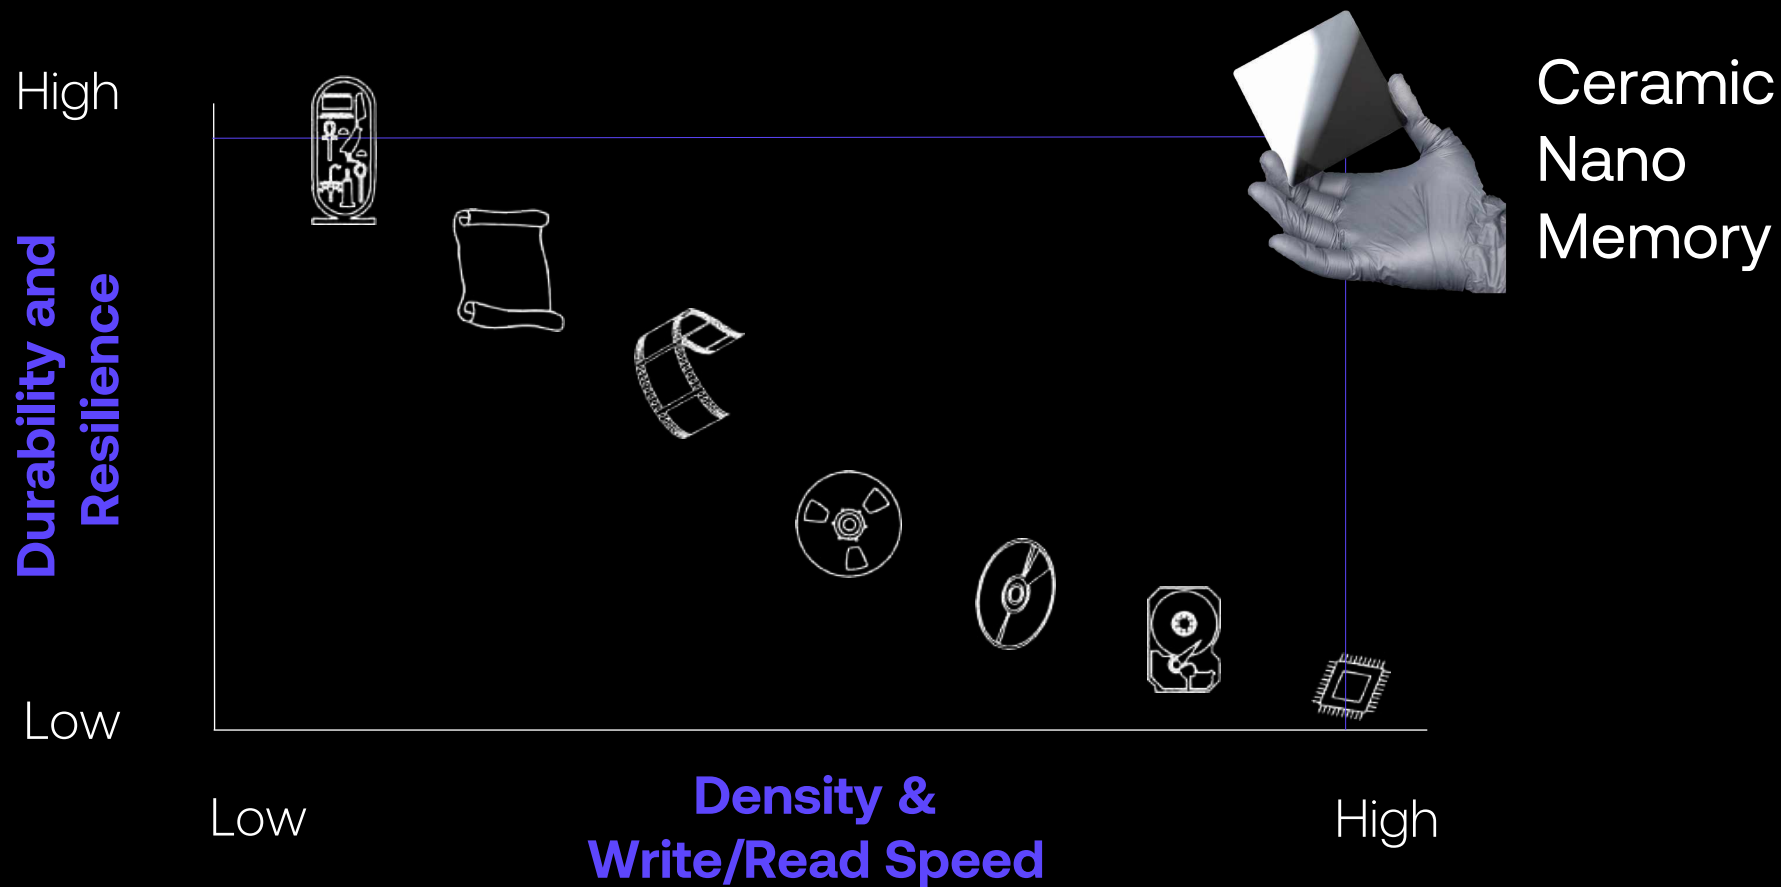 High
Ceramic
Nano
Memory
Durability and
Resilience
Low
Low
Density &
Write/Read Speed
High